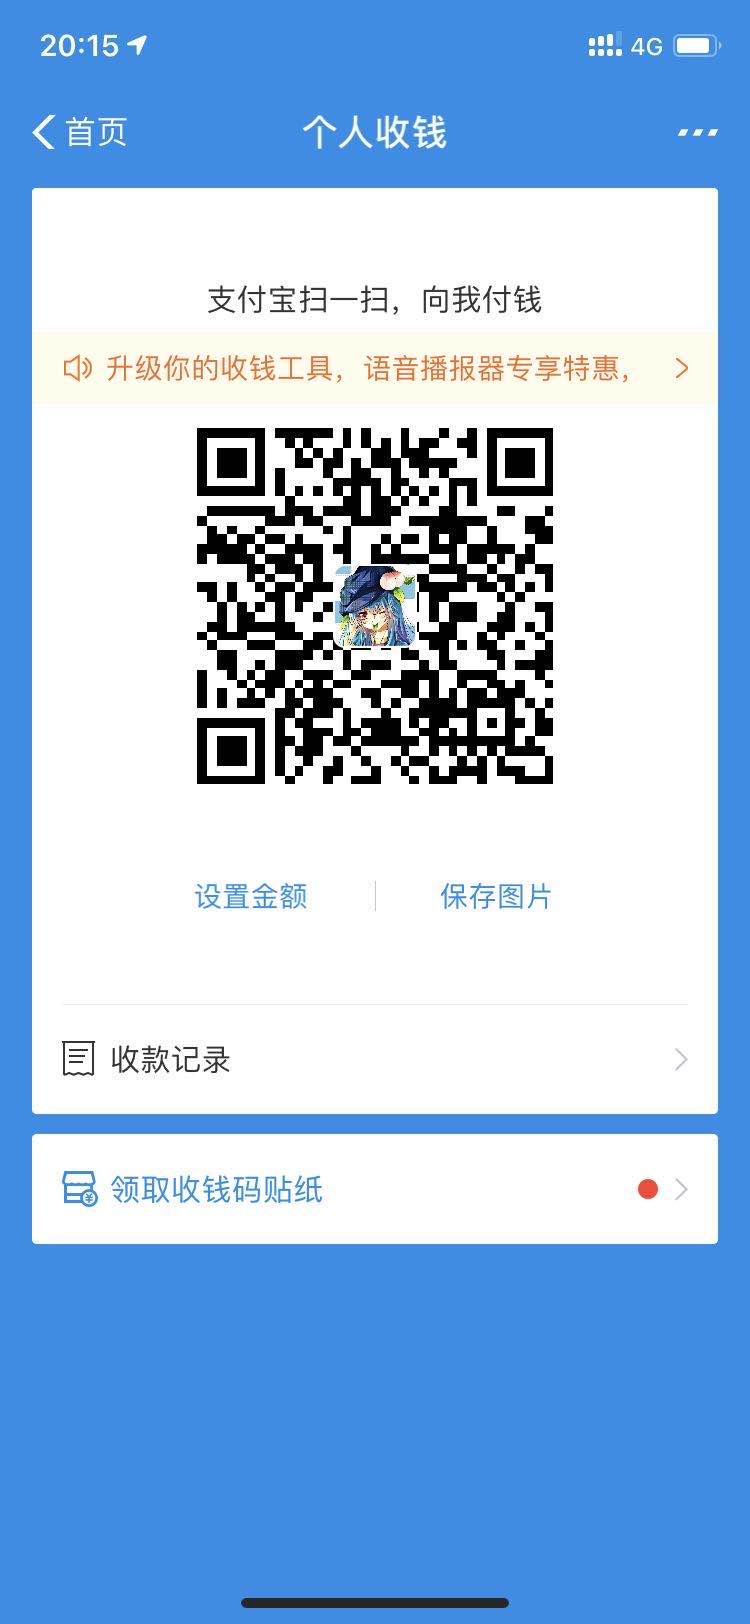 20:15
4G
首页
个人收钱
支付宝扫一扫，向我付钱
升级你的收钱工具，语音播报器专享特惠，
设置金额
保存图片
收款记录
领取收钱码贴纸